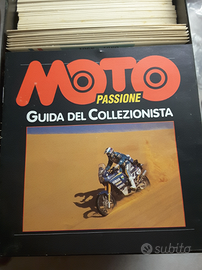 MOTO
PASSIONE
GUIDA DEL COLLEZIONISTA
subito